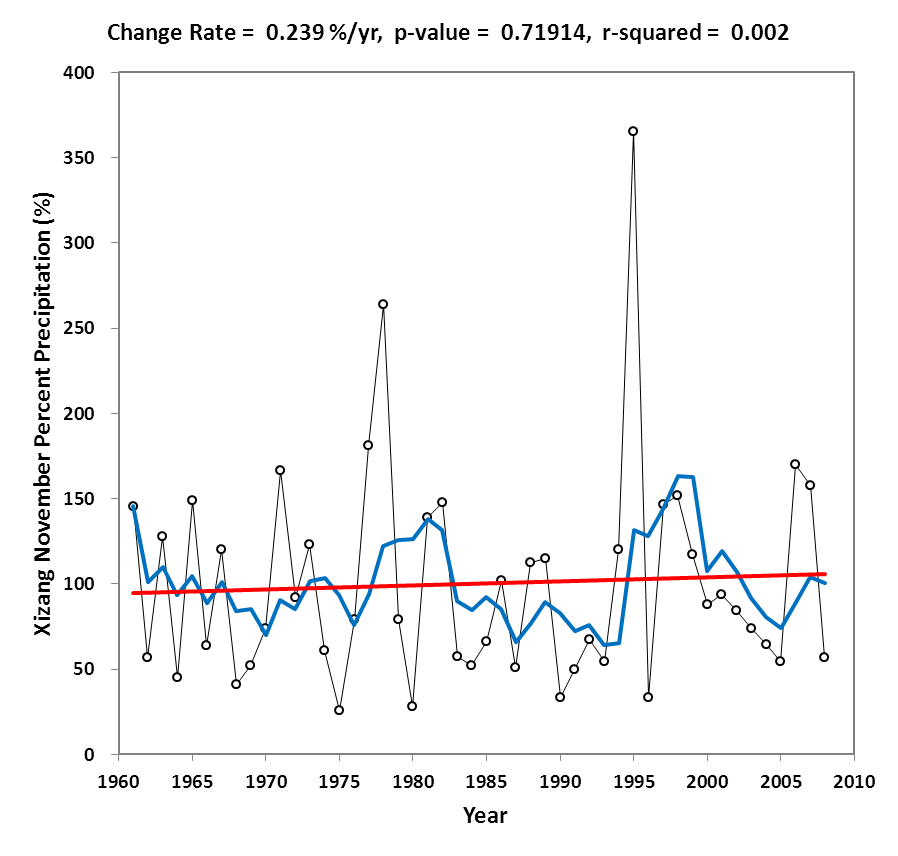 Change Rate = 0.239 %/yr, p-value = 0.71914, r-squared = 0.002
400
350
300
250
200
150
100
50
0
Xizang November Percent Precipitation (%)
1960 1965 1970 1975 1980 1985 1990 1995 2000 2005 2010
Year